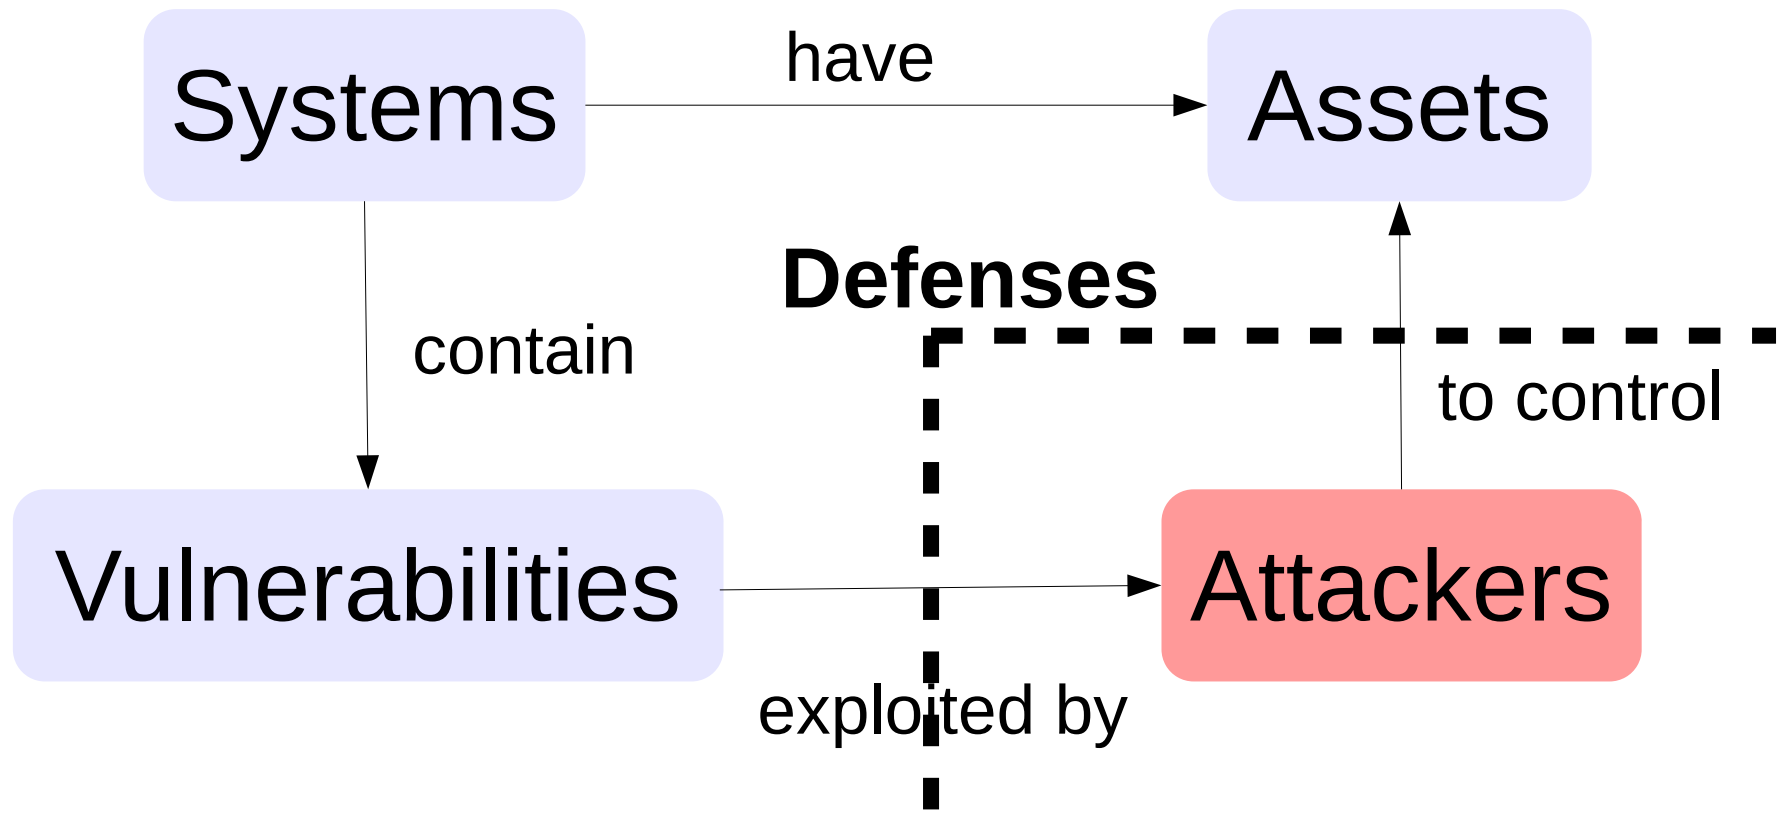 Systems
have
Assets
Defenses
contain
to control
Vulnerabilities
Attackers
exploited by